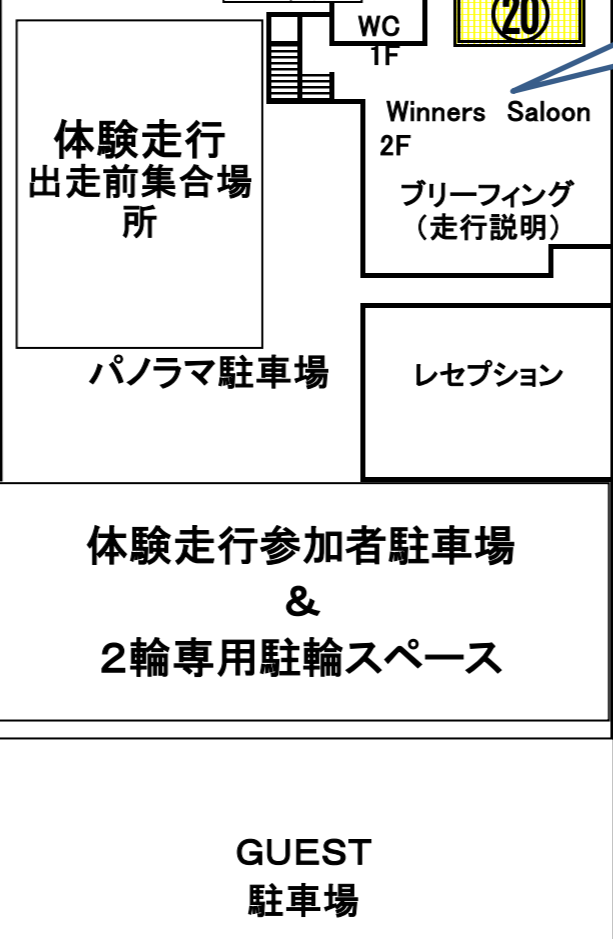 ⑳
WC
1F
Winners Saloon
2F
ブリーフィング
（走行説明）
体験走行
出走前集合場
所
パノラマ駐車場
レセプション
体験走行参加者駐車場
＆
２輪専用駐輪スペース
GUEST
駐車場